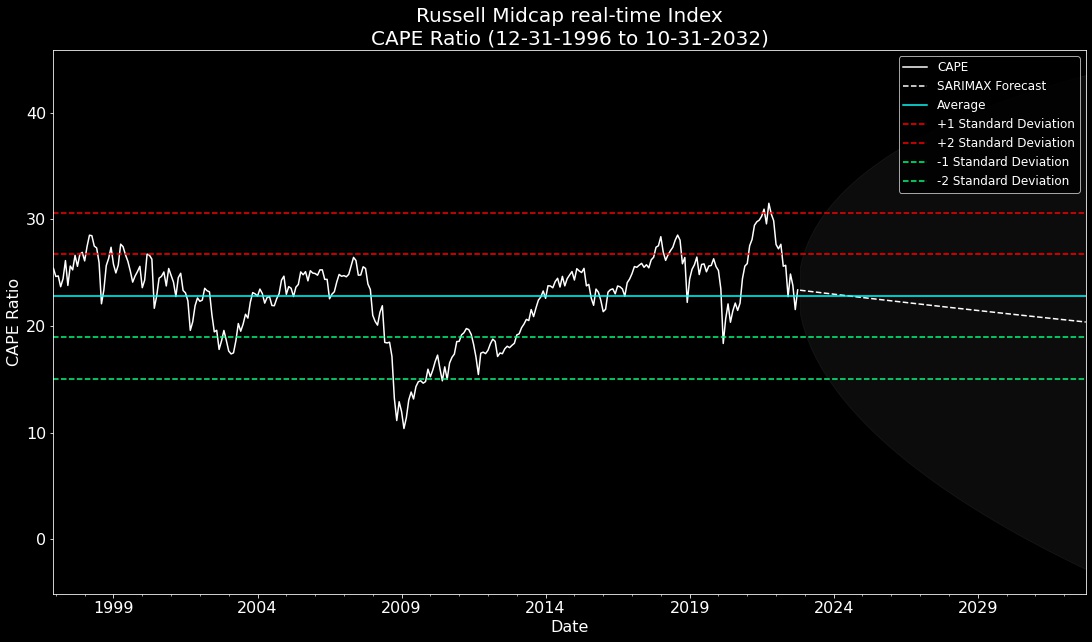 Russell Midcap real-time Index
CAPE Ratio (12-31-1996 to 10-31-2032)
CAPE
SARIMAX Forecast
Average
+1 Standard Deviation
+2 Standard Deviation
-1 Standard Deviation
-2 Standard Deviation
CAPE Ratio
40
30
20
10
0
1999
2004
2009
2014
2019
2024
2029
Date